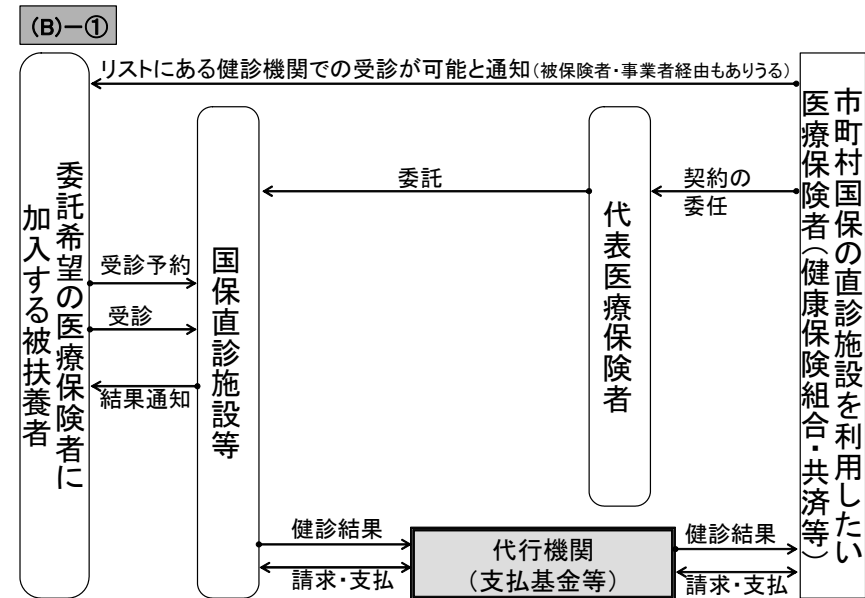 (B)－①
リストにある健診機関での受診が可能と通知(被保険者・事業者経由もありうる)
委託希望の医療保険者に
加入する被扶養者
受診予約
受診
結果通知
国保直診施設等
委託
代表医療保険者
契約の
委任
市町村国保の直診施設を利用したい
医療保険者(健康保険組合・共済等)
健診結果
請求・支払
代行機関
(支払基金等)
健診結果
請求・支払